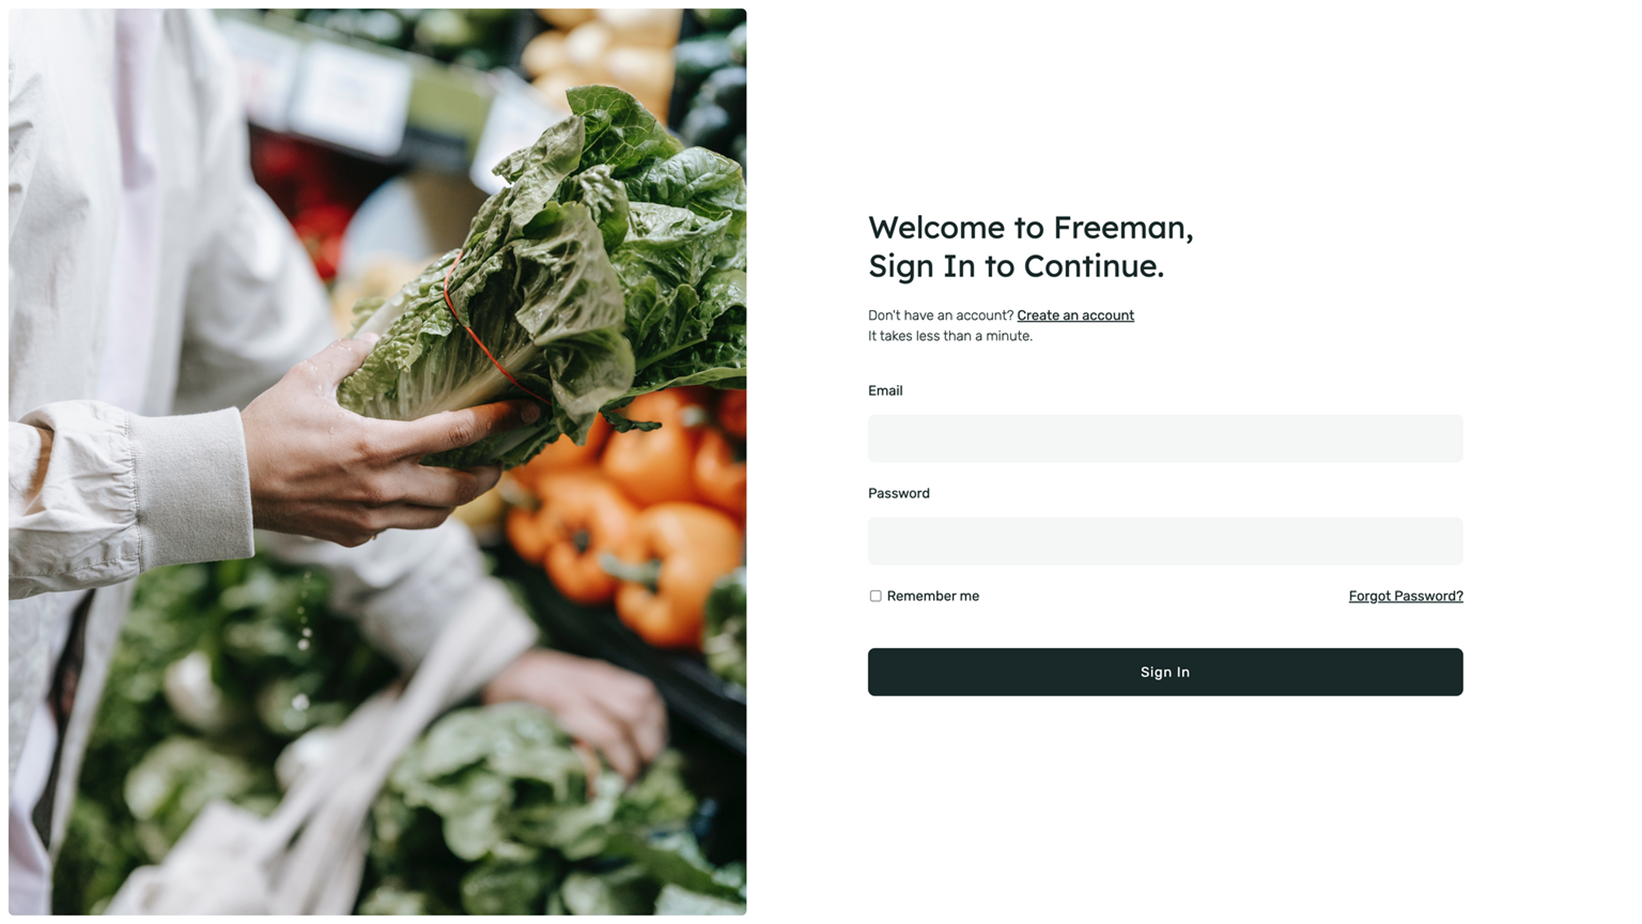 Welcome to Freeman,
Sign In to Continue.
Don't have an account? Create an account
It takes less than a minute.
Email
Password
Remember me
Forgot Password?
Sign In